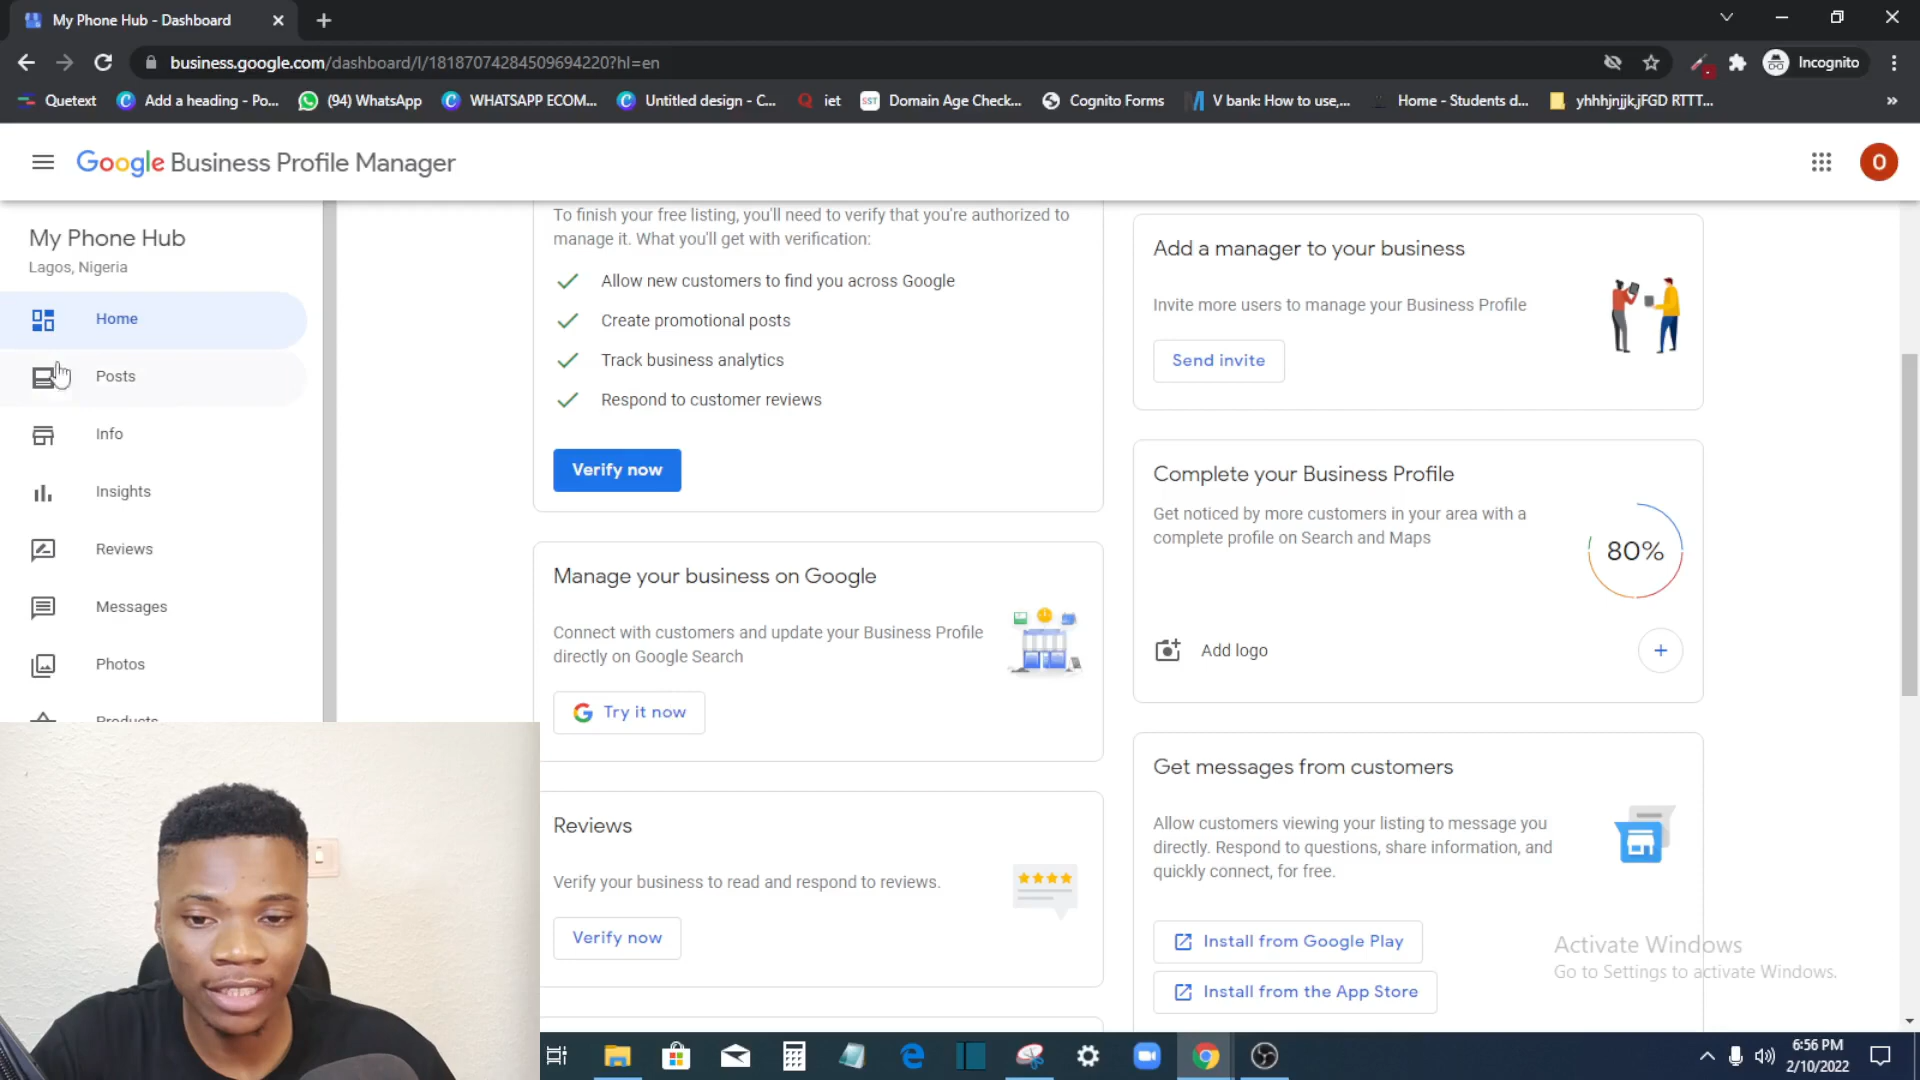 My Phone Hub - Dashboard
business.google.com/dashboard/l/18187074284509694220?hl=en
Incognito
Quetext
Add a heading - Po...
(94) WhatsApp
WHATSAPP ECOM...
Untitled design - C...
iet
SST
Domain Age Check...
Cognito Forms
V bank: How to use,...
Home - Students d...
yhhhjnjjk,jFGD RTTT...
»
Google Business Profile Manager
O
My Phone Hub
Lagos, Nigeria
Home
Posts
Info
Insights
Reviews
Messages
Photos
Products
To finish your free listing, you'll need to verify that you're authorized to
manage it. What you'll get with verification:
Allow new customers to find you across Google
Create promotional posts
Track business analytics
Respond to customer reviews
Verify now
Manage your business on Google
Connect with customers and update your Business Profile
directly on Google Search
Try it now
Reviews
Verify your business to read and respond to reviews.
Verify now
Add a manager to your business
Invite more users to manage your Business Profile
Send invite
Complete your Business Profile
Get noticed by more customers in your area with a
complete profile on Search and Maps
80%
Add logo
Get messages from customers
Allow customers viewing your listing to message you
directly. Respond to questions, share information, and
quickly connect, for free.
Install from Google Play
Install from the App Store
Activate Windows
Go to Settings to activate Windows.
6:56 PM
2/10/2022